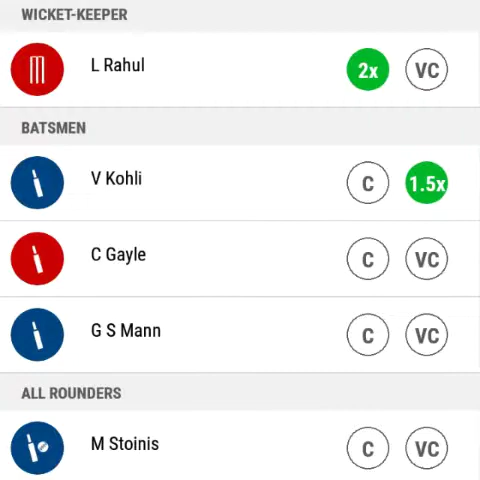 WICKET-KEEPER
L Rahul 2x VC
BATSMEN
V Kohli C 1.5x
C Gayle C VC
G S Mann C VC
ALL ROUNDERS
M Stoinis C VC